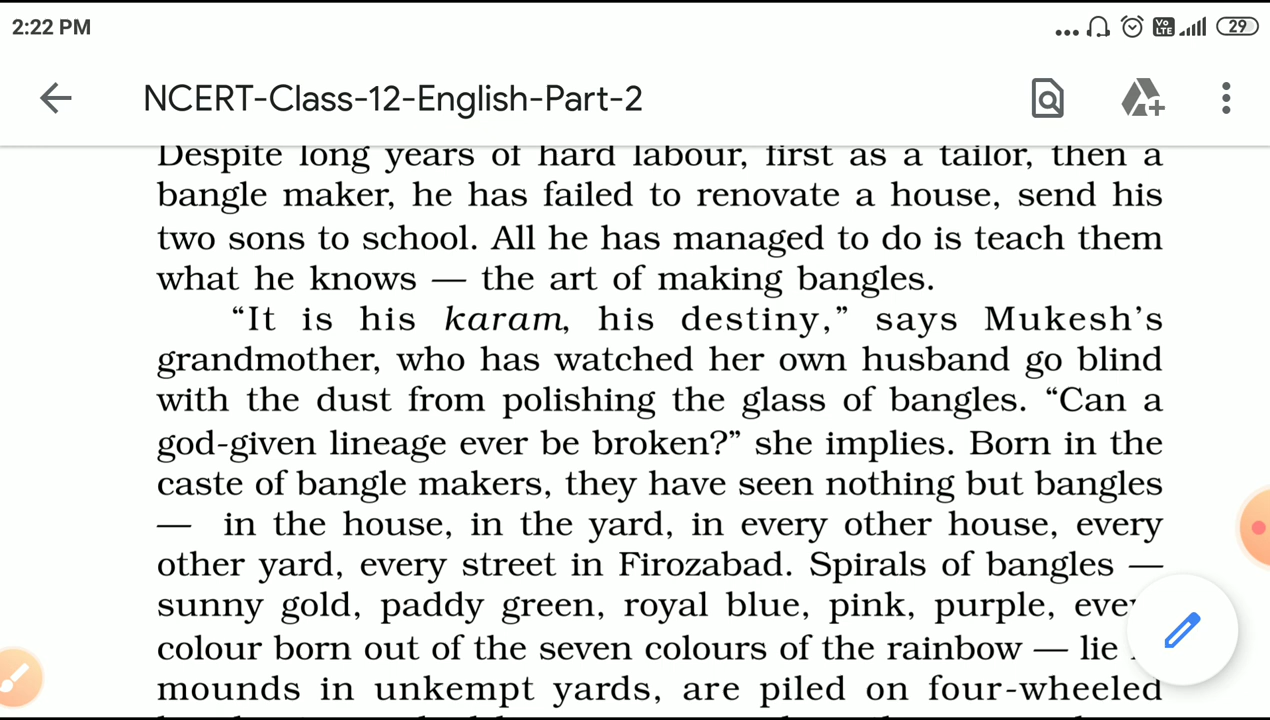 2:22 PM
Vo LTE
29
NCERT-Class-12-English-Part-2
Despite long years of hard labour, first as a tailor, then a
bangle maker, he has failed to renovate a house, send his
two sons to school. All he has managed to do is teach them
what he knows — the art of making bangles.
“It is his karam, his destiny,” says Mukesh’s
grandmother, who has watched her own husband go blind
with the dust from polishing the glass of bangles. “Can a
god-given lineage ever be broken?” she implies. Born in the
caste of bangle makers, they have seen nothing but bangles
— in the house, in the yard, in every other house, every
other yard, every street in Firozabad. Spirals of bangles —
sunny gold, paddy green, royal blue, pink, purple,
colour born out of the seven colours of the rainbow — lie
mounds in unkempt yards, are piled on four-wheeled